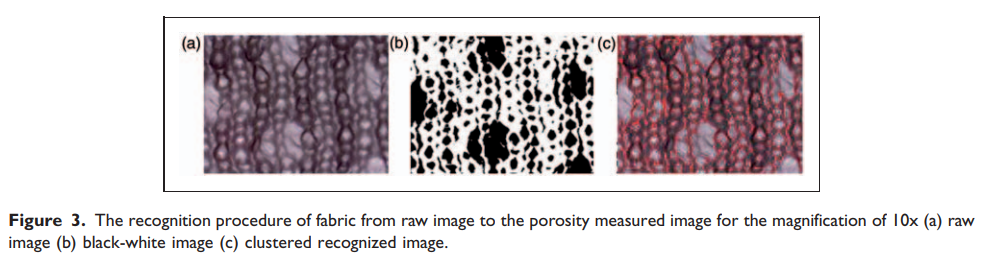 (a) (b) (c)
Figure 3. The recognition procedure of fabric from raw image to the porosity measured image for the magnification of 10x (a) raw
image (b) black-white image (c) clustered recognized image.